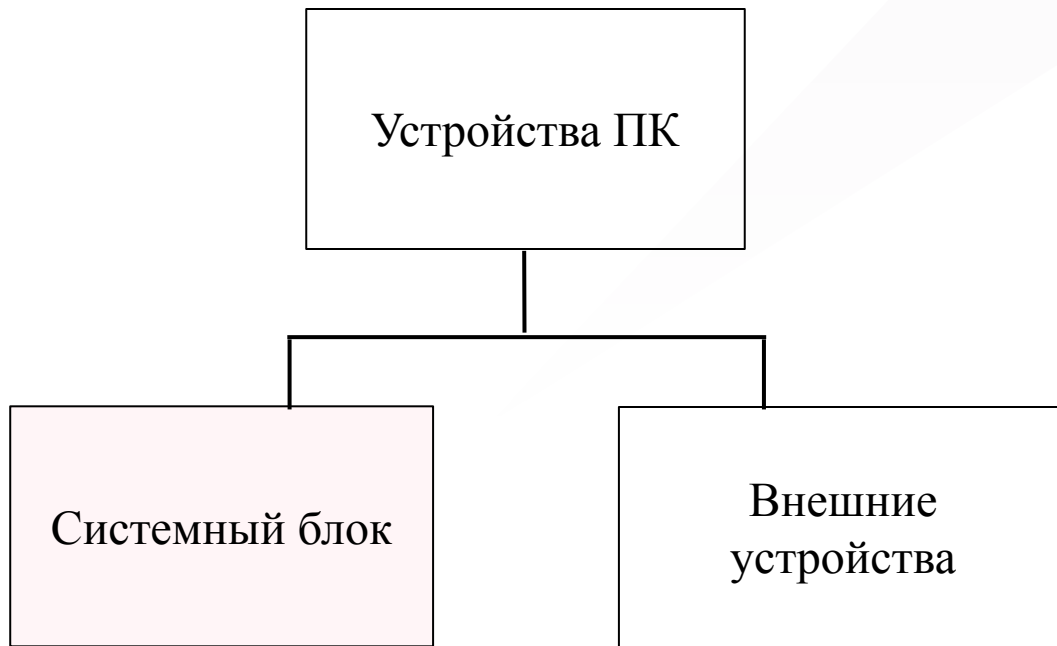 Устройства ПК
Системный блок
Внешние
устройства